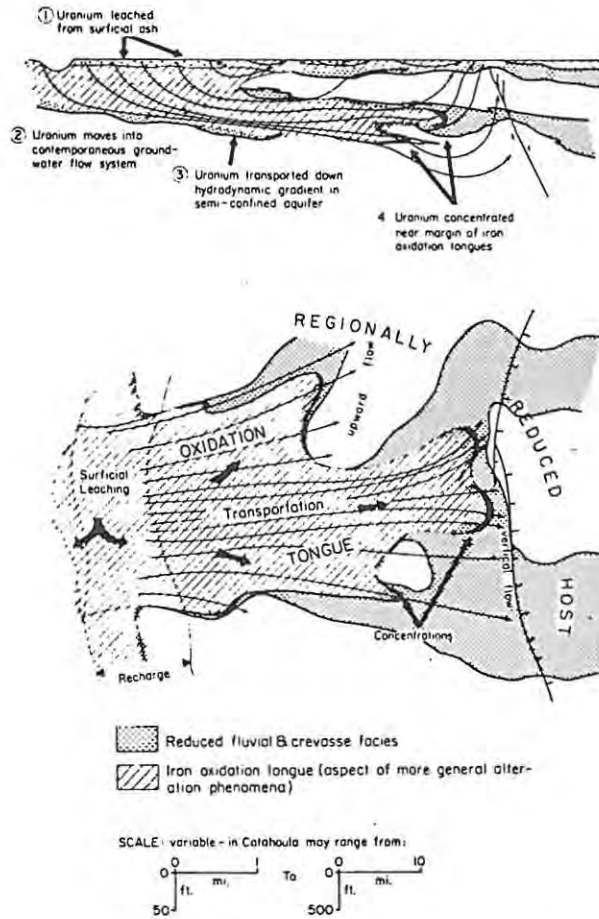 ① Uranium leached
from surficial ash
② Uranium moves into
contemporaneous ground-
water flow system
③ Uranium transported down
hydrodynamic gradient in
semi-confined aquifer
4 Uranium concentrated
near margin of iron
oxidation tongues
REGIONALLY
REDUCED
HOST
upward flow
OXIDATION
Surficial
Leaching
Transportation
TONGUE
vertical flow
Concentrations
Recharge
Reduced fluvial & crevasse facies
Iron oxidation tongue (aspect of more general alter-
ation phenomena)
SCALE: variable - in Catahoula may range from:
0 1 To 0 10
0 ft. mi. 0 ft. mi.
50 500